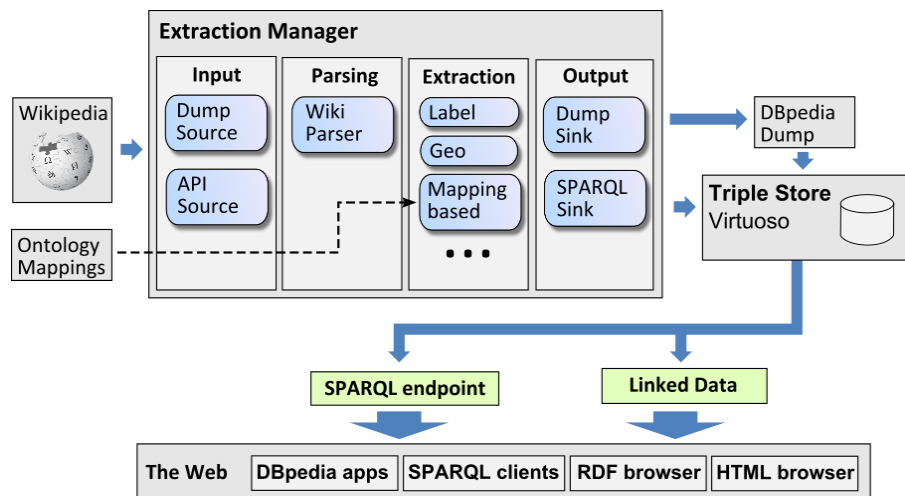 Extraction Manager
Input
Parsing
Extraction
Output
Wikipedia
Dump
Source
API
Source
Wiki
Parser
Label
Geo
Mapping
based
...
Dump
Sink
SPARQL
Sink
DBpedia
Dump
Triple Store
Virtuoso
Ontology
Mappings
SPARQL endpoint
Linked Data
The Web
DBpedia apps
SPARQL clients
RDF browser
HTML browser